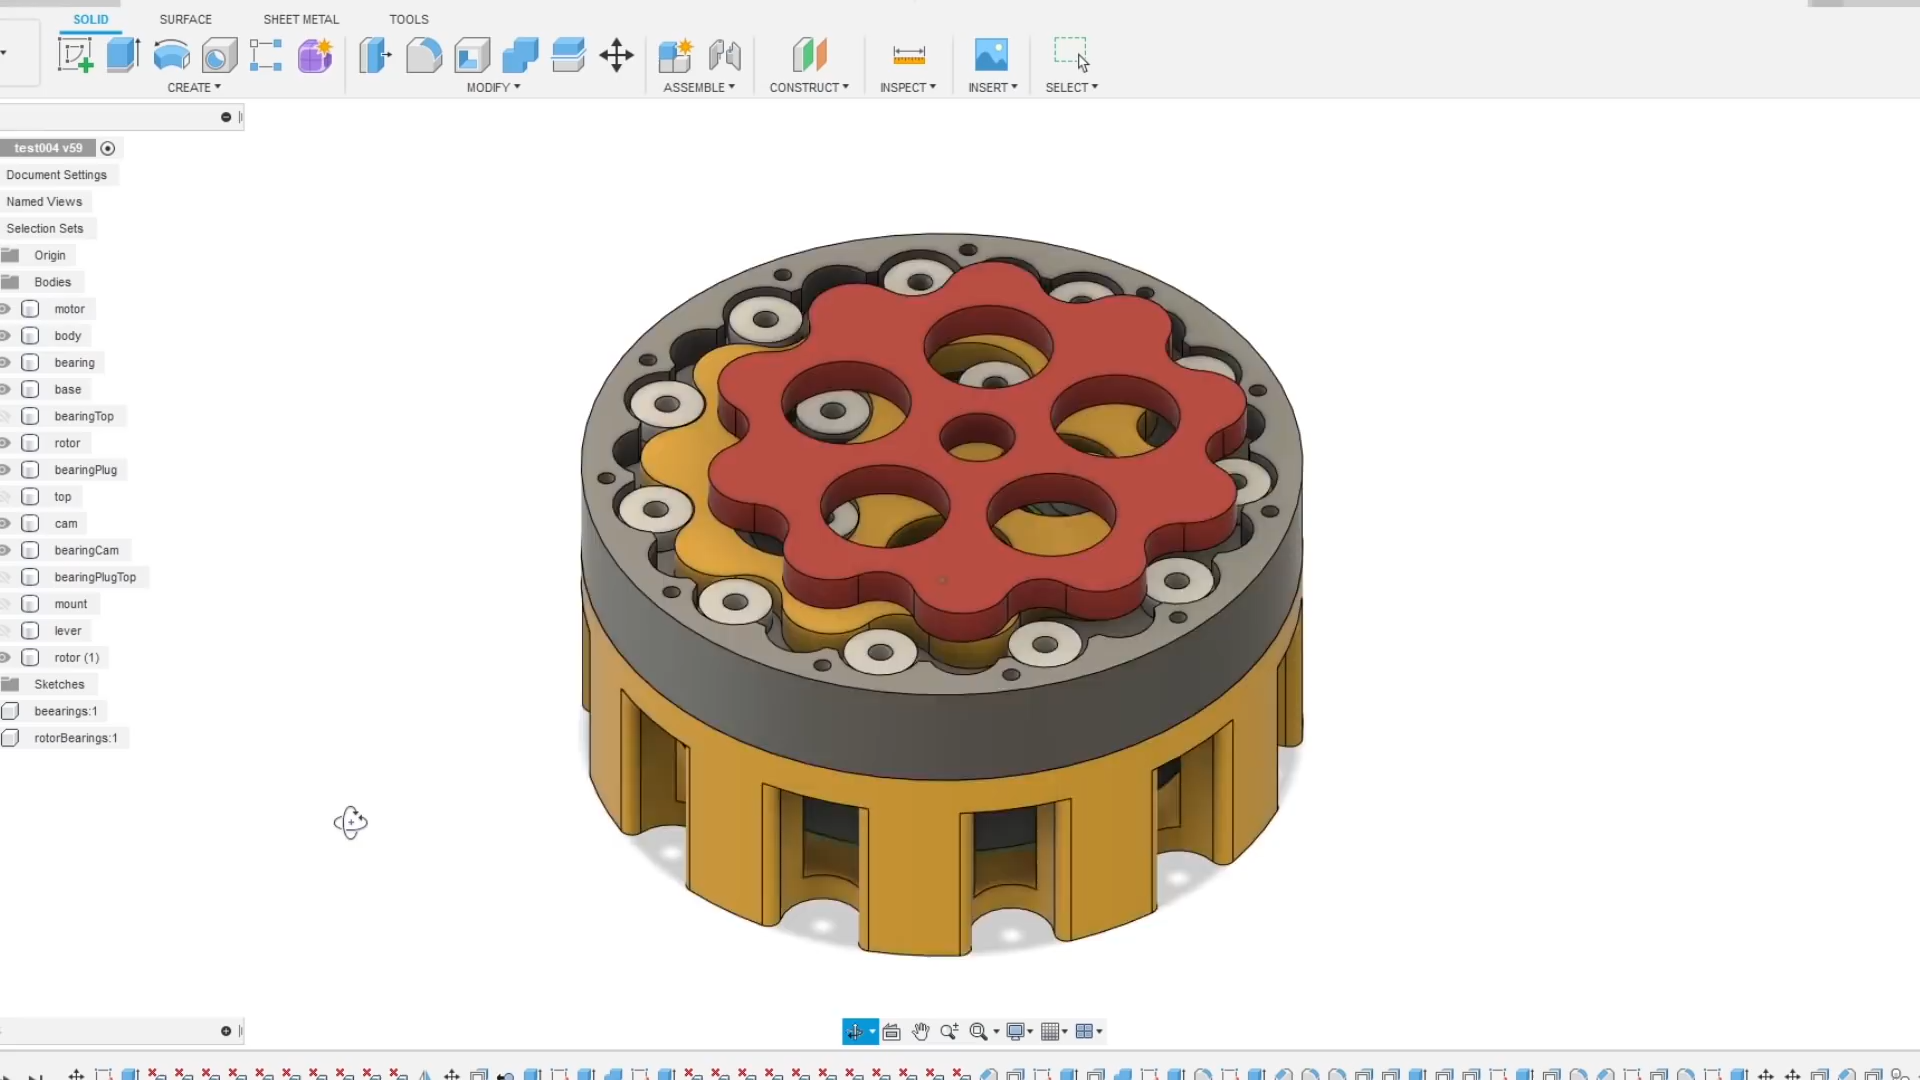 SOLID SURFACE SHEET METAL TOOLS
CREATE MODIFY ASSEMBLE CONSTRUCT INSPECT INSERT SELECT
test004 v59
Document Settings
Named Views
Selection Sets
Origin
Bodies
motor
body
bearing
base
bearingTop
rotor
bearingPlug
top
cam
bearingCam
bearingPlugTop
mount
lever
rotor (1)
Sketches
beearings:1
rotorBearings:1